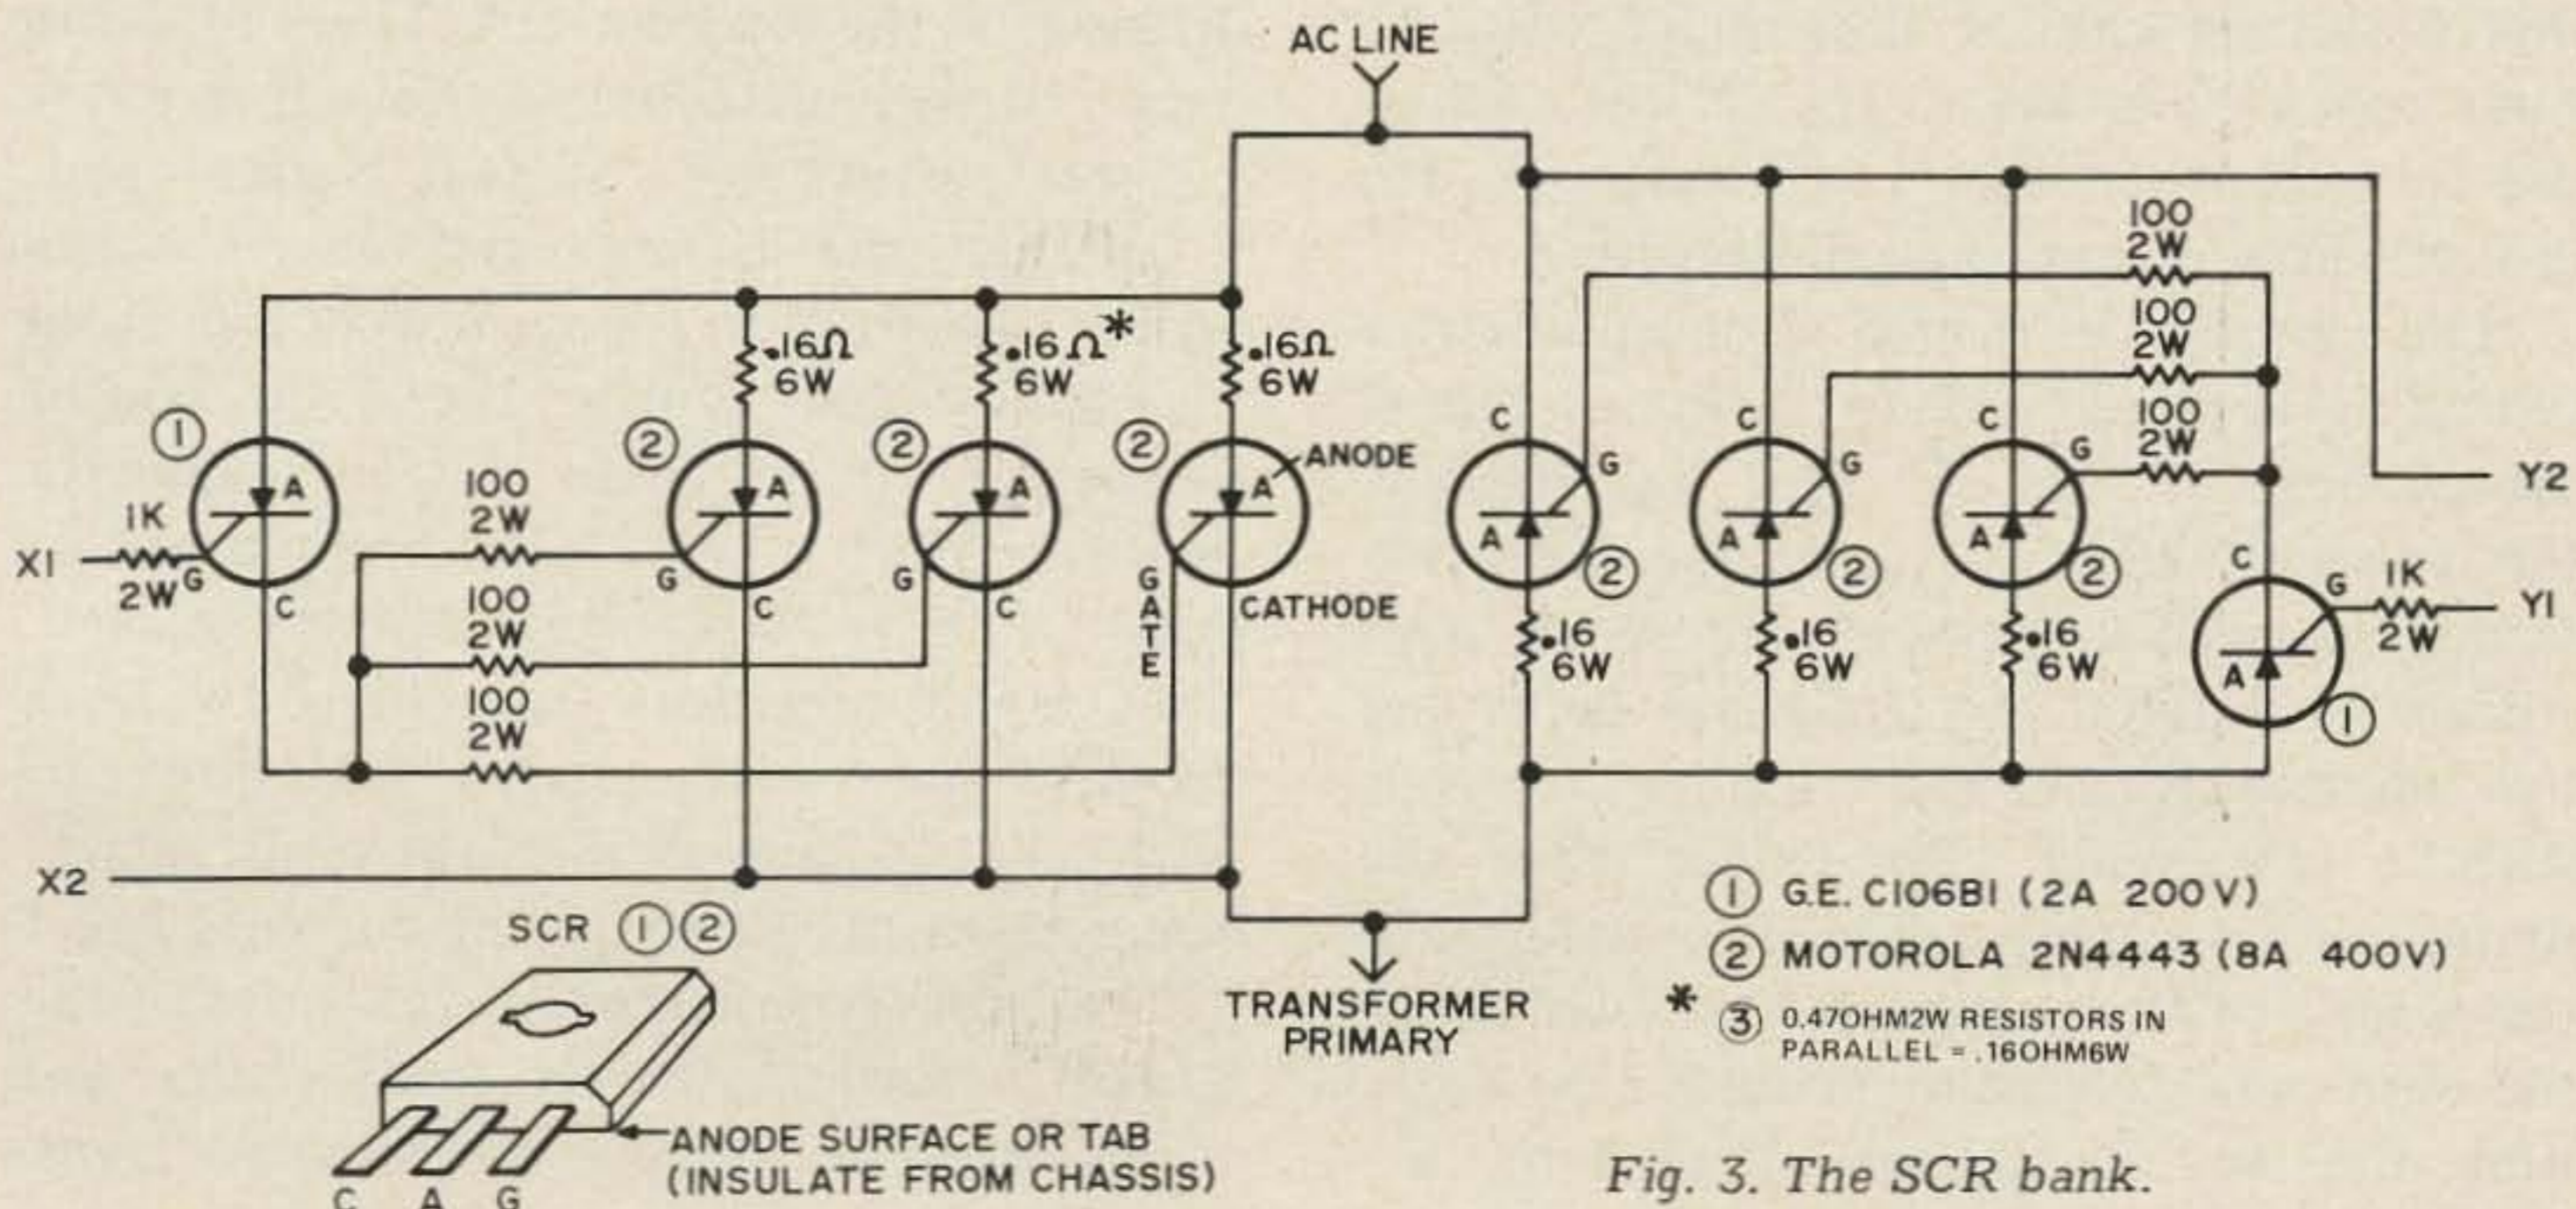 AC LINE
100
2W
100
2W
100
2W
.16Ω
6W
.16Ω*
6W
.16Ω
6W
1
2
2
2
A
A
A
A
ANODE
1K
2W
X1
G
C
100
2W
100
2W
100
2W
G
C
G
C
GATE
CATHODE
C
G
A
2
C
G
A
2
C
G
A
2
.16
6W
.16
6W
.16
6W
Y2
C
G
1K
2W
Y1
A
1
X2
SCR 1 2
TRANSFORMER
PRIMARY
1 G.E. C106B1 (2A 200V)
2 MOTOROLA 2N4443 (8A 400V)
* 3 0.47OHM2W RESISTORS IN
PARALLEL = .16OHM6W
ANODE SURFACE OR TAB
(INSULATE FROM CHASSIS)
C A G
Fig. 3. The SCR bank.